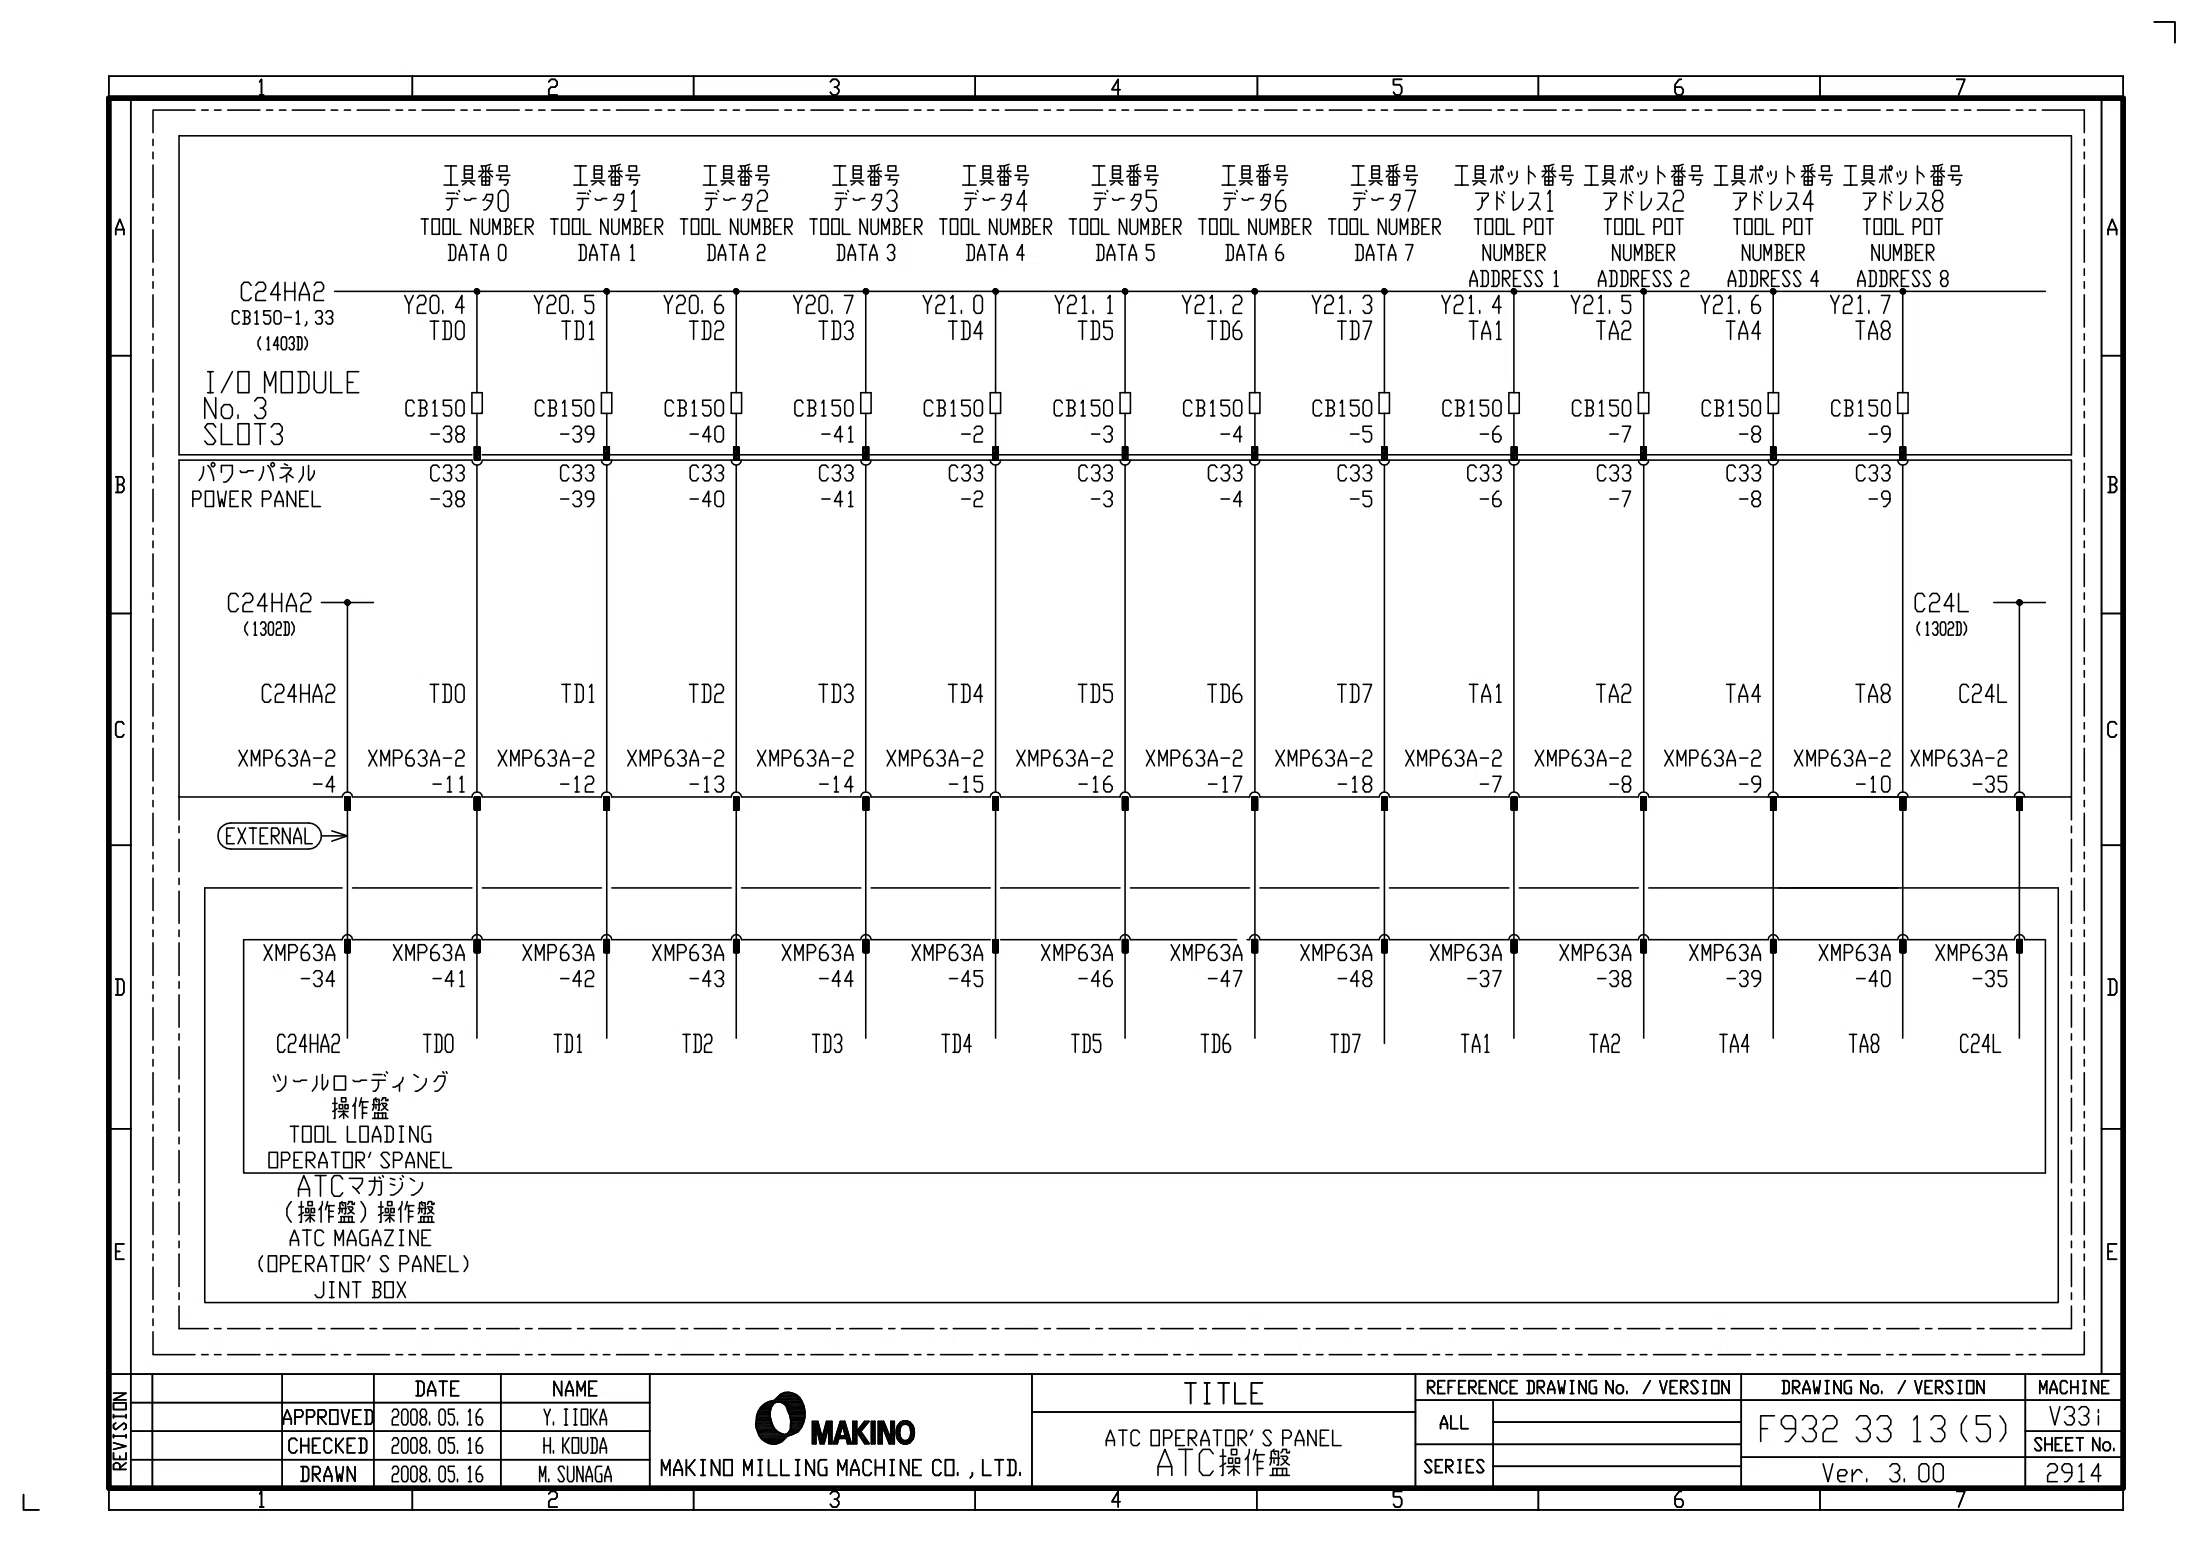 1 2 3 4 5 6 7
工具番号 工具番号 工具番号 工具番号 工具番号 工具番号 工具番号 工具番号 工具ポット番号 工具ポット番号 工具ポット番号 工具ポット番号
データ0 データ1 データ2 データ3 データ4 データ5 データ6 データ7 アドレス1 アドレス2 アドレス4 アドレス8
A TOOL NUMBER TOOL NUMBER TOOL NUMBER TOOL NUMBER TOOL NUMBER TOOL NUMBER TOOL NUMBER TOOL NUMBER TOOL POT TOOL POT TOOL POT TOOL POT A
DATA 0 DATA 1 DATA 2 DATA 3 DATA 4 DATA 5 DATA 6 DATA 7 NUMBER NUMBER NUMBER NUMBER
ADDRESS 1 ADDRESS 2 ADDRESS 4 ADDRESS 8
C24HA2 Y20.4 Y20.5 Y20.6 Y20.7 Y21.0 Y21.1 Y21.2 Y21.3 Y21.4 Y21.5 Y21.6 Y21.7
CB150-1,33 TD0 TD1 TD2 TD3 TD4 TD5 TD6 TD7 TA1 TA2 TA4 TA8
(1403D)
I/O MODULE
No. 3 CB150 CB150 CB150 CB150 CB150 CB150 CB150 CB150 CB150 CB150 CB150 CB150
SLOT3 -38 -39 -40 -41 -2 -3 -4 -5 -6 -7 -8 -9
パワーパネル C33 C33 C33 C33 C33 C33 C33 C33 C33 C33 C33 C33
B POWER PANEL -38 -39 -40 -41 -2 -3 -4 -5 -6 -7 -8 -9 B
C24HA2 C24L
(1302D) (1302D)
C24HA2 TD0 TD1 TD2 TD3 TD4 TD5 TD6 TD7 TA1 TA2 TA4 TA8 C24L
C C
XMP63A-2 XMP63A-2 XMP63A-2 XMP63A-2 XMP63A-2 XMP63A-2 XMP63A-2 XMP63A-2 XMP63A-2 XMP63A-2 XMP63A-2 XMP63A-2 XMP63A-2 XMP63A-2
-4 -11 -12 -13 -14 -15 -16 -17 -18 -7 -8 -9 -10 -35
EXTERNAL
XMP63A XMP63A XMP63A XMP63A XMP63A XMP63A XMP63A XMP63A XMP63A XMP63A XMP63A XMP63A XMP63A XMP63A
D -34 -41 -42 -43 -44 -45 -46 -47 -48 -37 -38 -39 -40 -35 D
C24HA2 TD0 TD1 TD2 TD3 TD4 TD5 TD6 TD7 TA1 TA2 TA4 TA8 C24L
ツールローディング
操作盤
TOOL LOADING
OPERATOR'SPANEL
ATCマガジン
(操作盤)操作盤
ATC MAGAZINE
E (OPERATOR'S PANEL) E
JINT BOX
REVISION
DATE NAME
APPROVED 2008.05.16 Y. IIOKA
CHECKED 2008.05.16 H. KOUDA
DRAWN 2008.05.16 M. SUNAGA
MAKINO
MAKINO MILLING MACHINE CO.,LTD.
TITLE
ATC OPERATOR'S PANEL
ATC操作盤
REFERENCE DRAWING No. / VERSION
ALL
SERIES
DRAWING No. / VERSION
F932 33 13(5)
Ver. 3.00
MACHINE
V33i
SHEET No.
2914
1 2 3 4 5 6 7